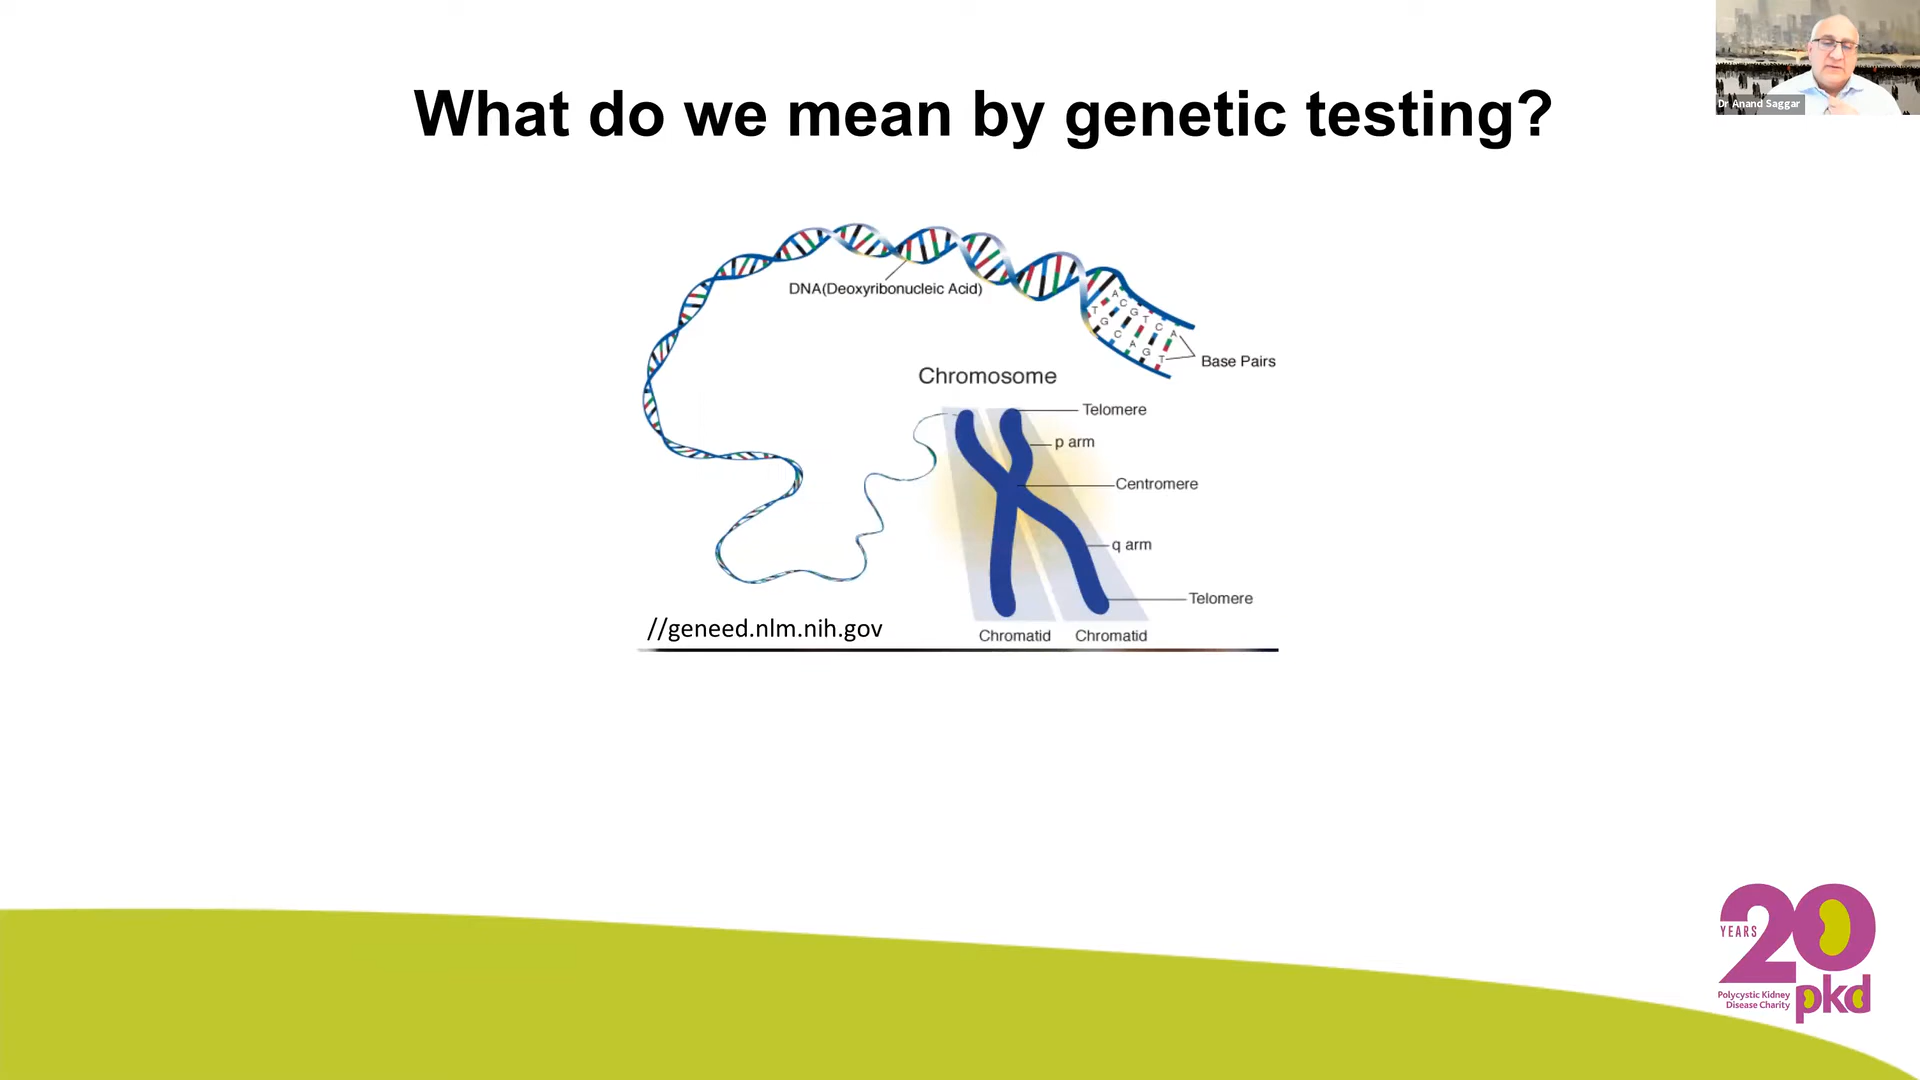 Dr Anand Saggar
What do we mean by genetic testing?
DNA(Deoxyribonucleic Acid)
A C G T C A
T G C A G T
Base Pairs
Chromosome
Telomere
p arm
Centromere
q arm
Telomere
Chromatid Chromatid
//geneed.nlm.nih.gov
20
YEARS
Polycystic Kidney
Disease Charity
pkd